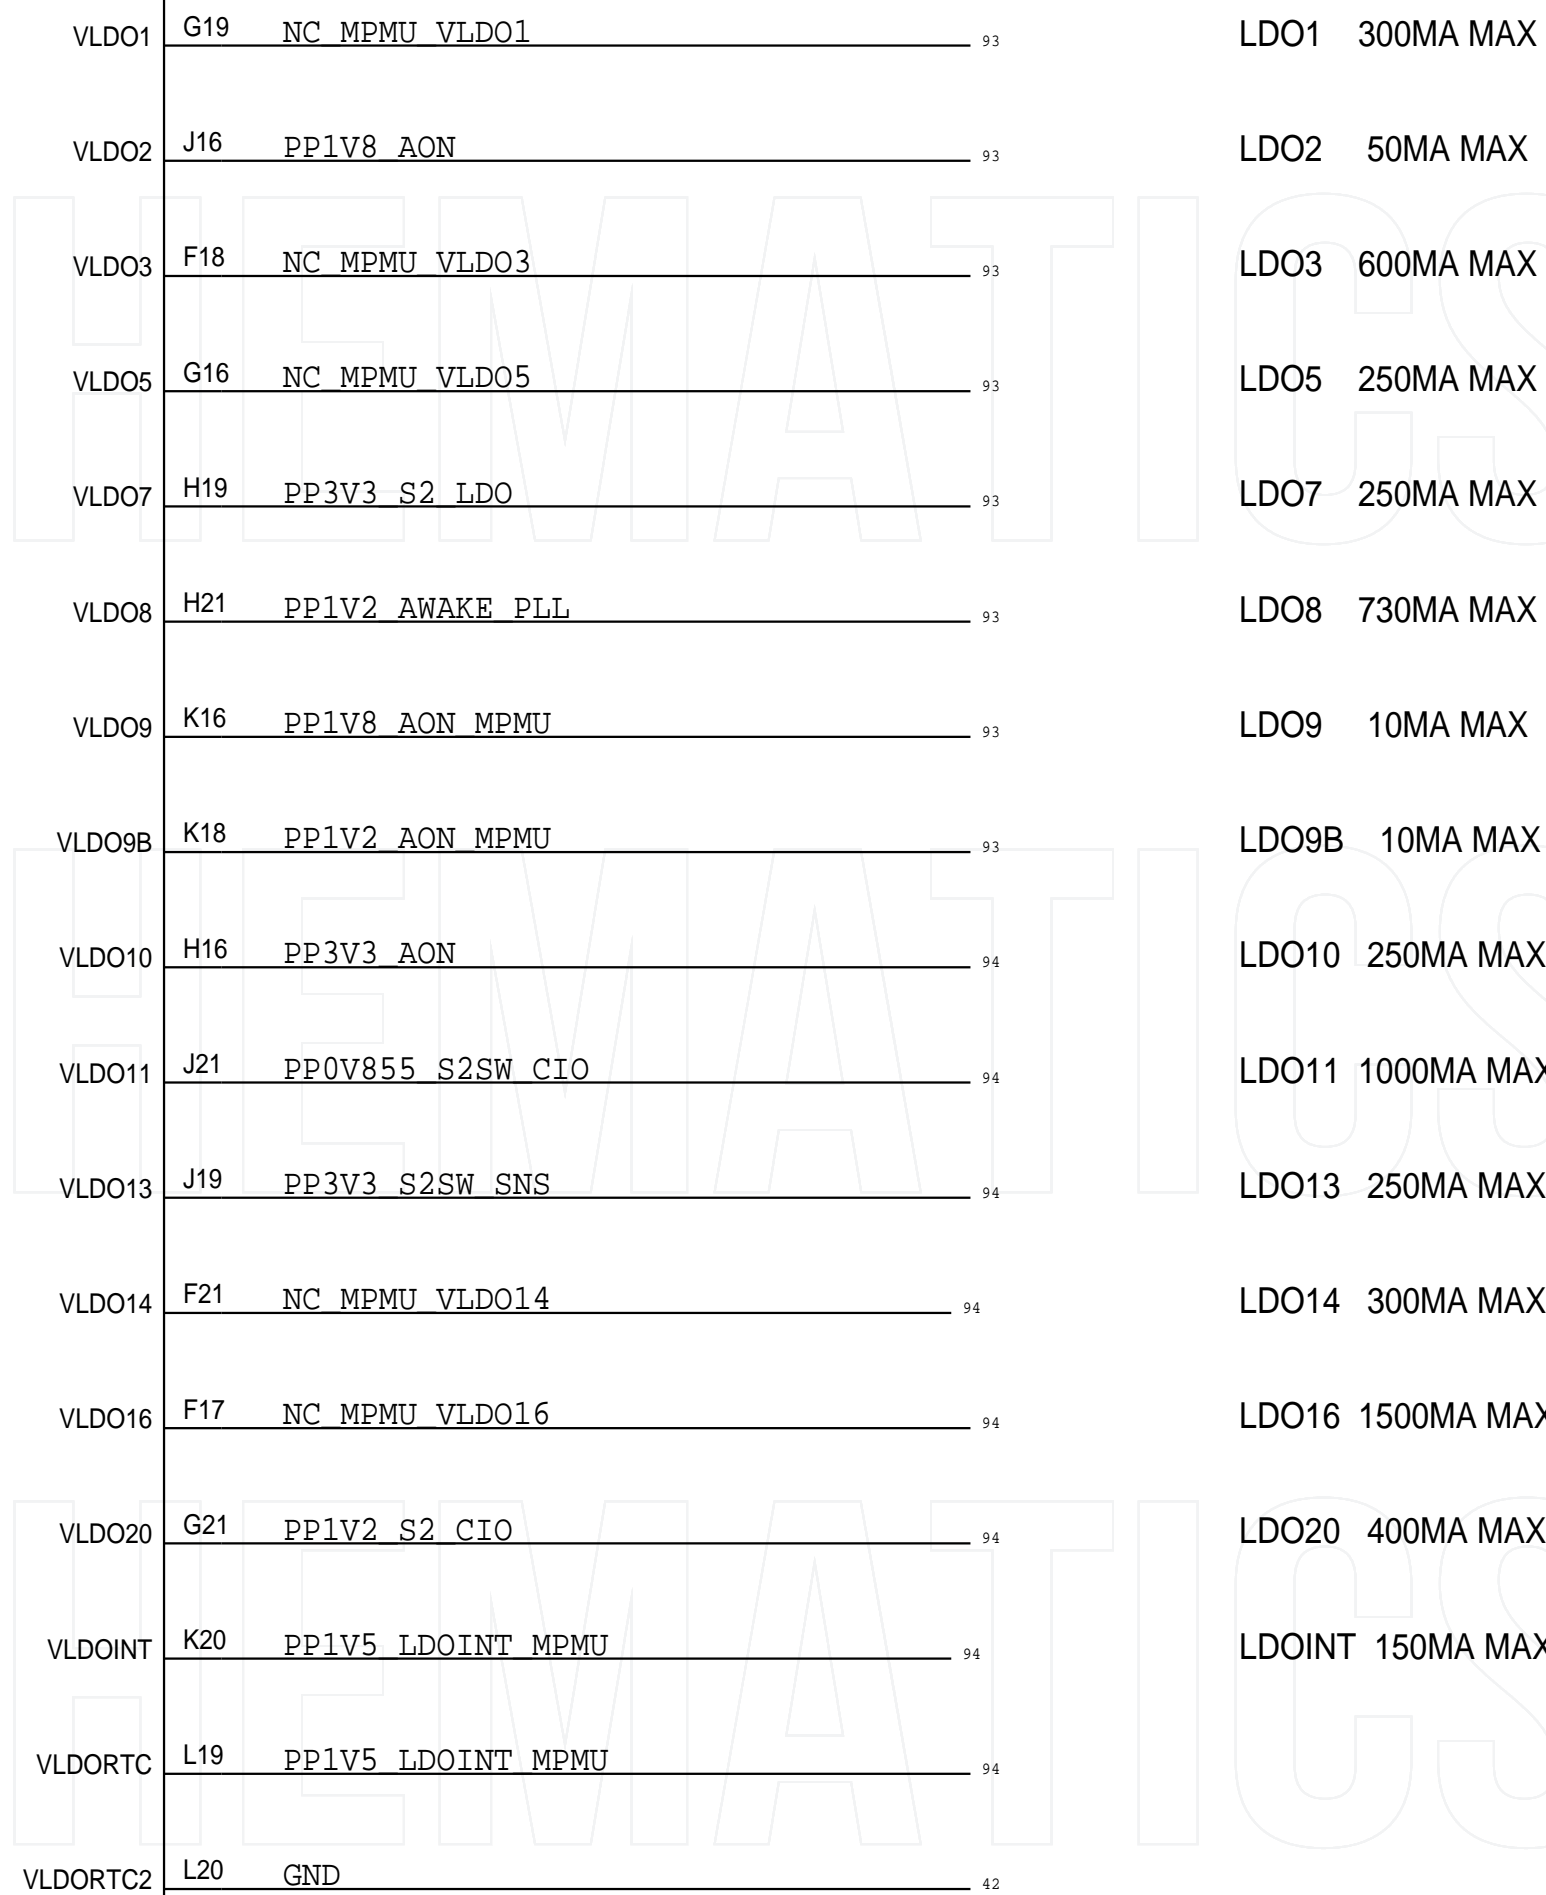 VLDO1 G19 NC_MPMU_VLDO1 93 LDO1 300MA MAX
VLDO2 J16 PP1V8_AON 93 LDO2 50MA MAX
VLDO3 F18 NC_MPMU_VLDO3 93 LDO3 600MA MAX
VLDO5 G16 NC_MPMU_VLDO5 93 LDO5 250MA MAX
VLDO7 H19 PP3V3_S2_LDO 93 LDO7 250MA MAX
VLDO8 H21 PP1V2_AWAKE_PLL 93 LDO8 730MA MAX
VLDO9 K16 PP1V8_AON_MPMU 93 LDO9 10MA MAX
VLDO9B K18 PP1V2_AON_MPMU 93 LDO9B 10MA MAX
VLDO10 H16 PP3V3_AON 94 LDO10 250MA MAX
VLDO11 J21 PP0V855_S2SW_CIO 94 LDO11 1000MA MAX
VLDO13 J19 PP3V3_S2SW_SNS 94 LDO13 250MA MAX
VLDO14 F21 NC_MPMU_VLDO14 94 LDO14 300MA MAX
VLDO16 F17 NC_MPMU_VLDO16 94 LDO16 1500MA MAX
VLDO20 G21 PP1V2_S2_CIO 94 LDO20 400MA MAX
VLDOINT K20 PP1V5_LDOINT_MPMU 94 LDOINT 150MA MAX
VLDORTC L19 PP1V5_LDOINT_MPMU 94
VLDORTC2 L20 GND 42
HEMATICS
HEMATICS
HEMATICS